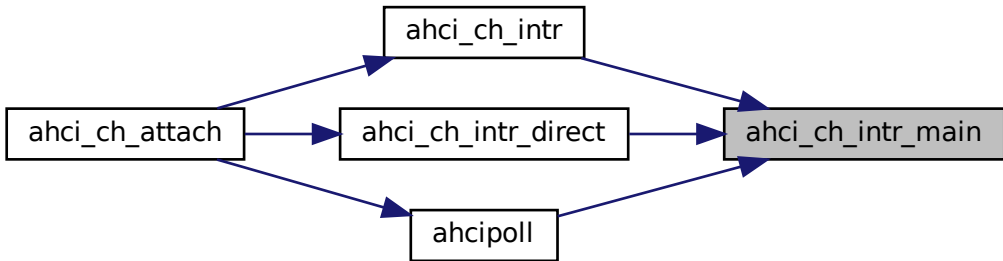 ahci_ch_intr
ahci_ch_attach
ahci_ch_intr_direct
ahci_ch_intr_main
ahcipoll